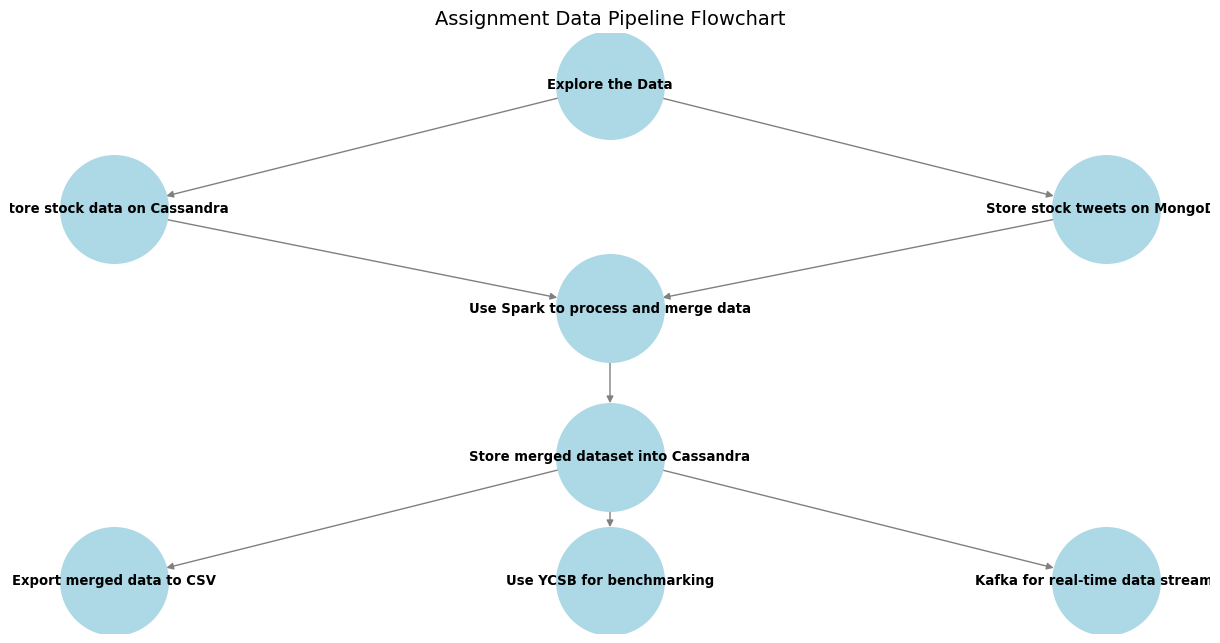 Assignment Data Pipeline Flowchart
Explore the Data
tore stock data on Cassandra
Store stock tweets on MongoD
Use Spark to process and merge data
Store merged dataset into Cassandra
Export merged data to CSV
Use YCSB for benchmarking
Kafka for real-time data stream